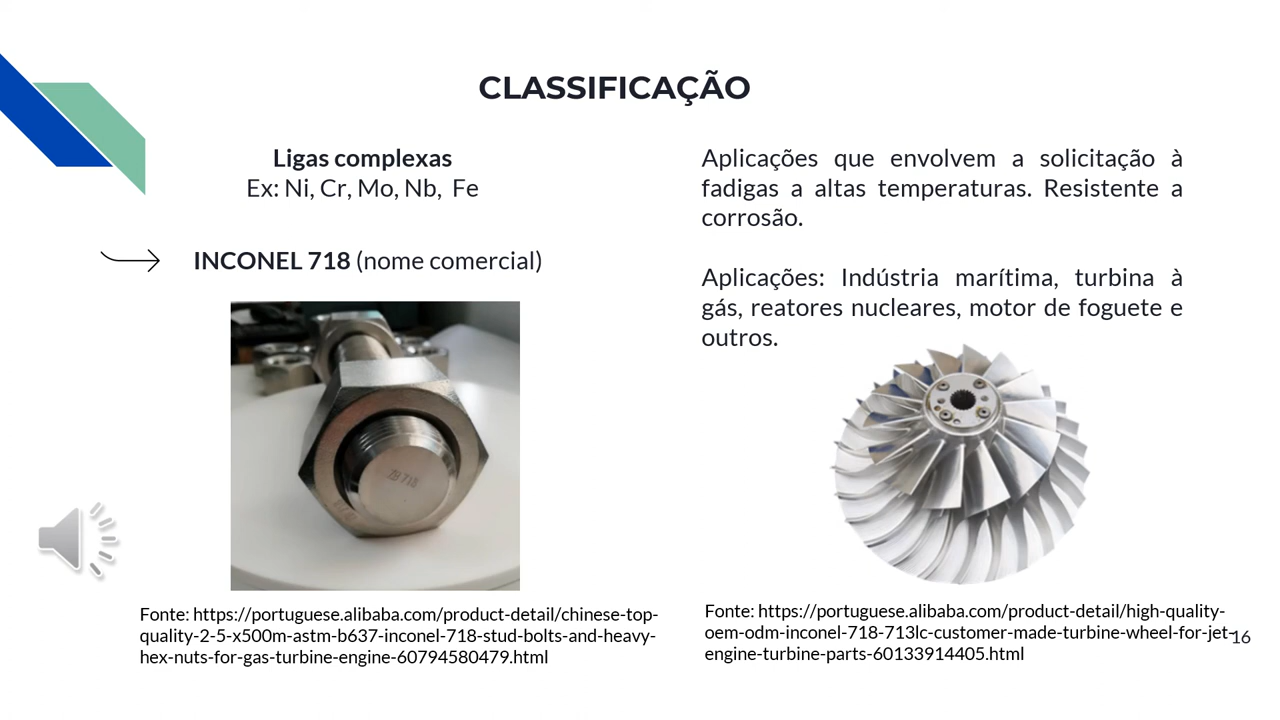 CLASSIFICAÇÃO
Ligas complexas
Ex: Ni, Cr, Mo, Nb, Fe
INCONEL 718 (nome comercial)
718
Fonte: https://portuguese.alibaba.com/product-detail/chinese-top-
quality-2-5-x500m-astm-b637-inconel-718-stud-bolts-and-heavy-
hex-nuts-for-gas-turbine-engine-60794580479.html
Aplicações que envolvem a solicitação à
fadigas a altas temperaturas. Resistente a
corrosão.
Aplicações: Indústria marítima, turbina à
gás, reatores nucleares, motor de foguete e
outros.
Fonte: https://portuguese.alibaba.com/product-detail/high-quality-
oem-odm-inconel-718-713lc-customer-made-turbine-wheel-for-jet-
engine-turbine-parts-60133914405.html
16